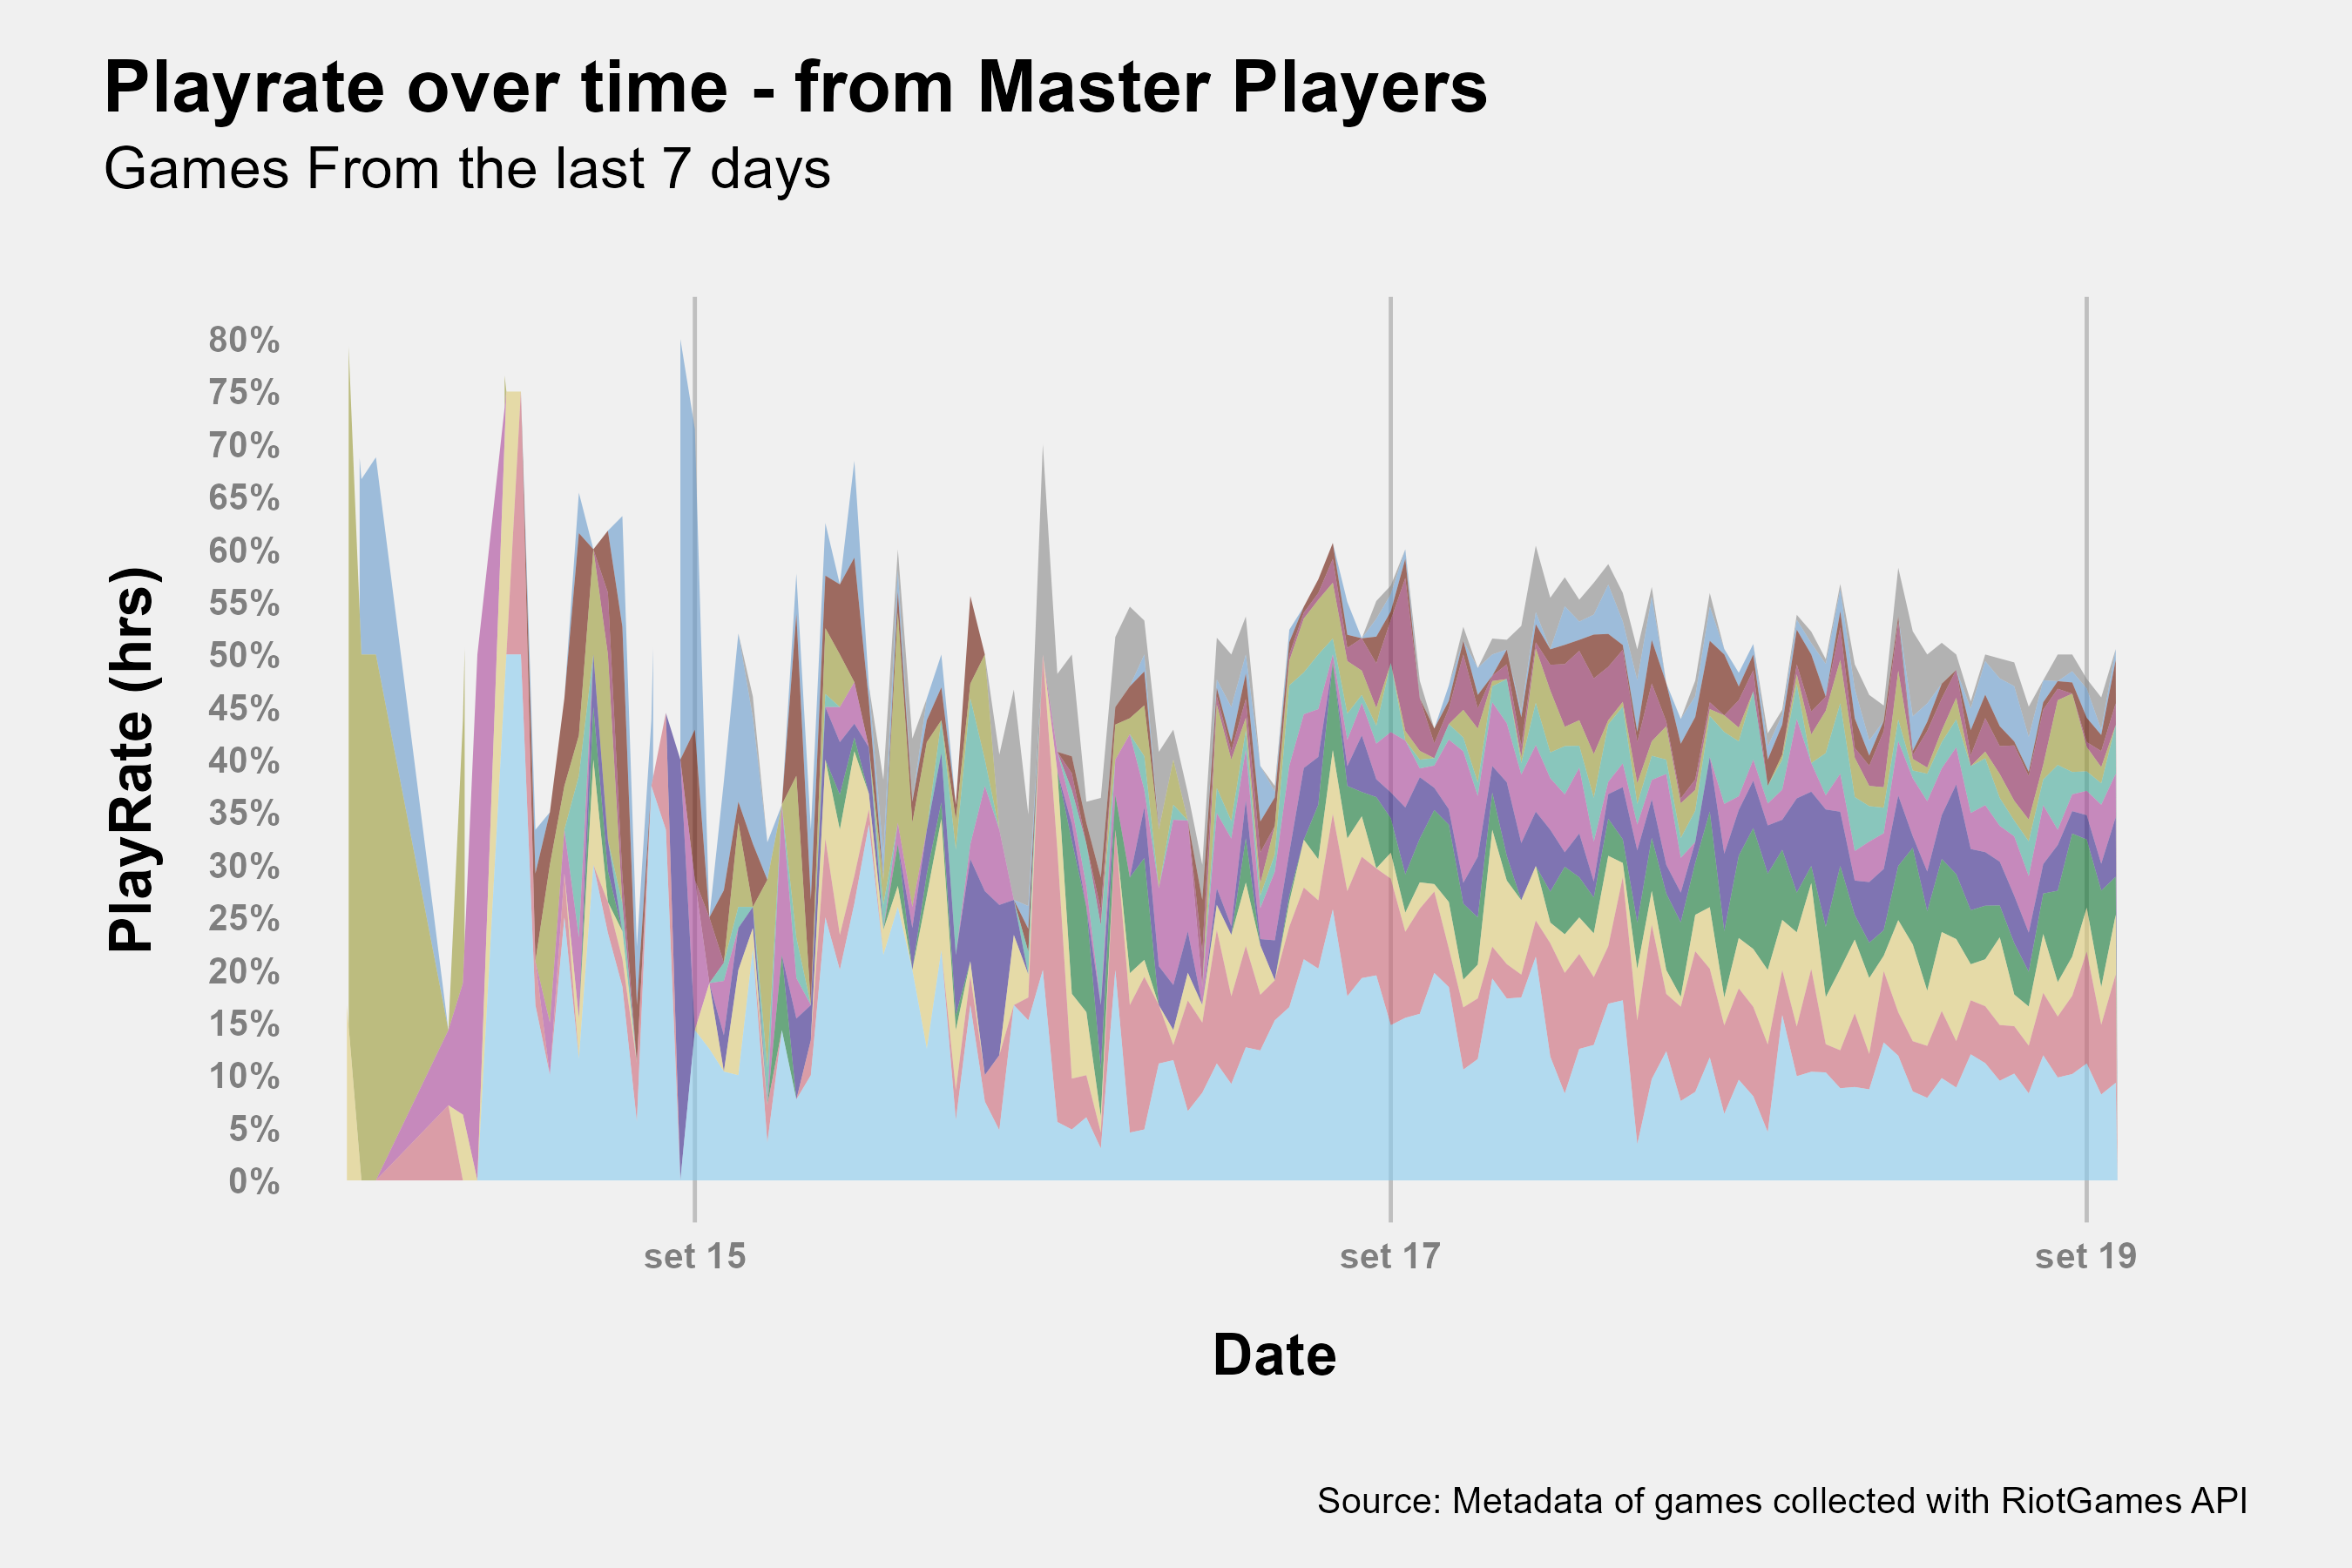 Playrate over time - from Master Players
Games From the last 7 days
PlayRate (hrs)
80%
75%
70%
65%
60%
55%
50%
45%
40%
35%
30%
25%
20%
15%
10%
5%
0%
set 15
set 17
set 19
Date
Source: Metadata of games collected with RiotGames API